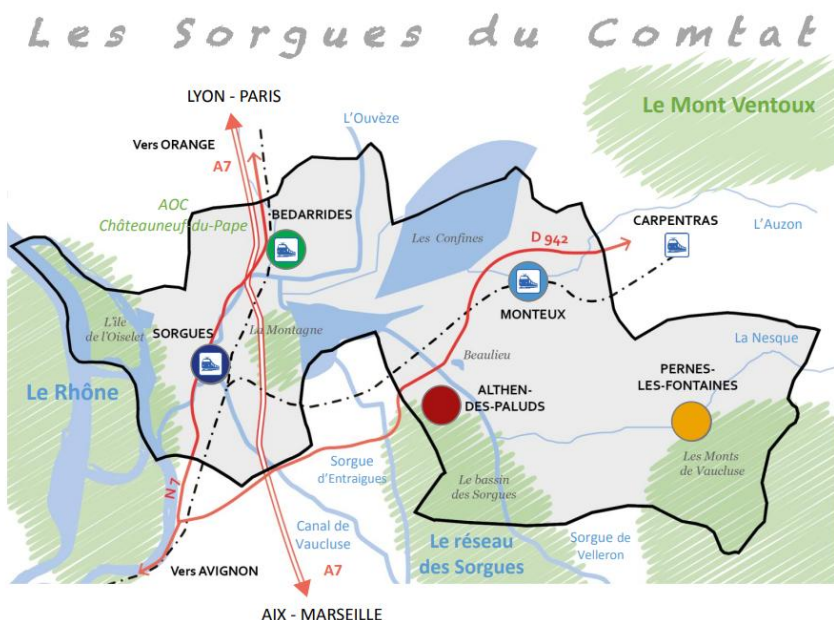 Les Sorgues du Comtat
LYON - PARIS
Le Mont Ventoux
L'Ouvèze
Vers ORANGE
A7
AOC
Châteauneuf-du-Pape
BEDARRIDES
CARPENTRAS
L'Auzon
Les Confines
D 942
MONTEUX
L'île
de l'Oiselet
SORGUES
La Montagne
La Nesque
Beaulieu
PERNES-
LES-FONTAINES
Le Rhône
ALTHEN-
DES-PALUDS
Les Monts
de Vaucluse
Sorgue
d'Entraigues
Le bassin
des Sorgues
N 7
Canal de
Vaucluse
Le réseau
des Sorgues
Sorgue de
Velleron
Vers AVIGNON
A7
AIX - MARSEILLE